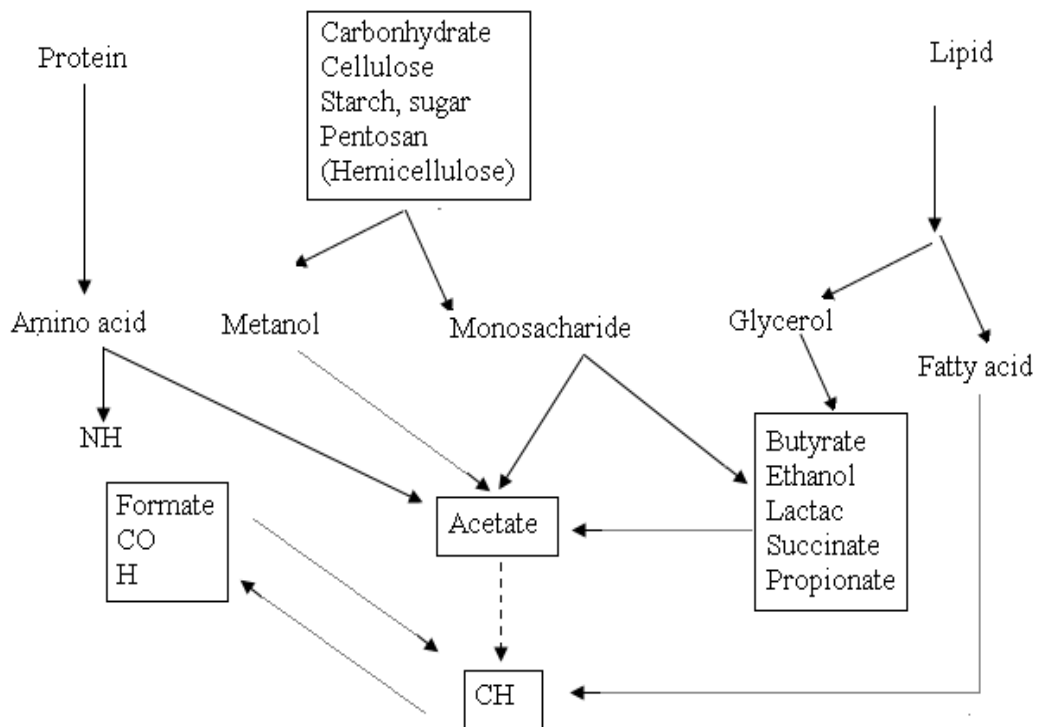 Protein
Carbonhydrate
Cellulose
Starch, sugar
Pentosan
(Hemicellulose)
Lipid
Amino acid
Metanol
Monosacharide
Glycerol
Fatty acid
NH
Formate
CO
H
Acetate
Butyrate
Ethanol
Lactac
Succinate
Propionate
CH